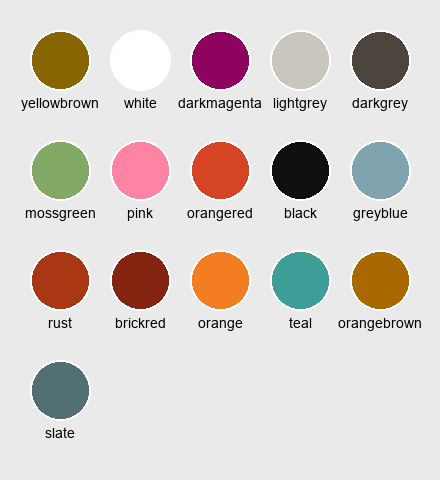 yellowbrown white darkmagenta lightgrey darkgrey
mossgreen pink orangered black greyblue
rust brickred orange teal orangebrown
slate